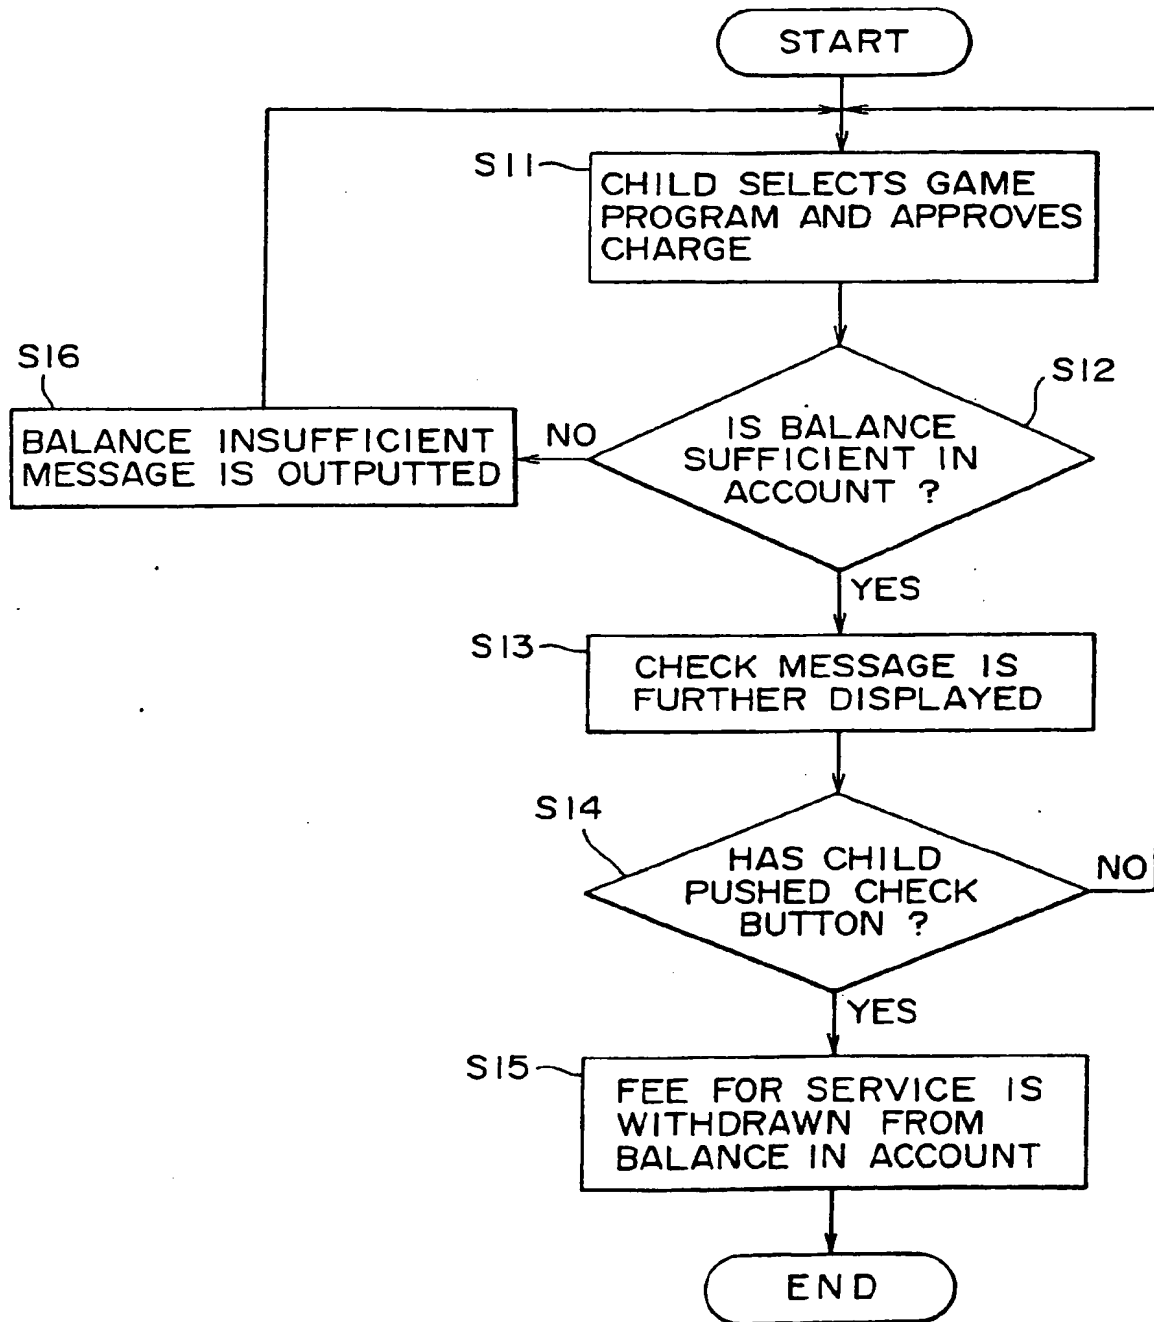 START
S11
CHILD SELECTS GAME
PROGRAM AND APPROVES
CHARGE
S16
BALANCE INSUFFICIENT
MESSAGE IS OUTPUTTED
NO
S12
IS BALANCE
SUFFICIENT IN
ACCOUNT ?
YES
S13
CHECK MESSAGE IS
FURTHER DISPLAYED
S14
HAS CHILD
PUSHED CHECK
BUTTON ?
NO
YES
S15
FEE FOR SERVICE IS
WITHDRAWN FROM
BALANCE IN ACCOUNT
END